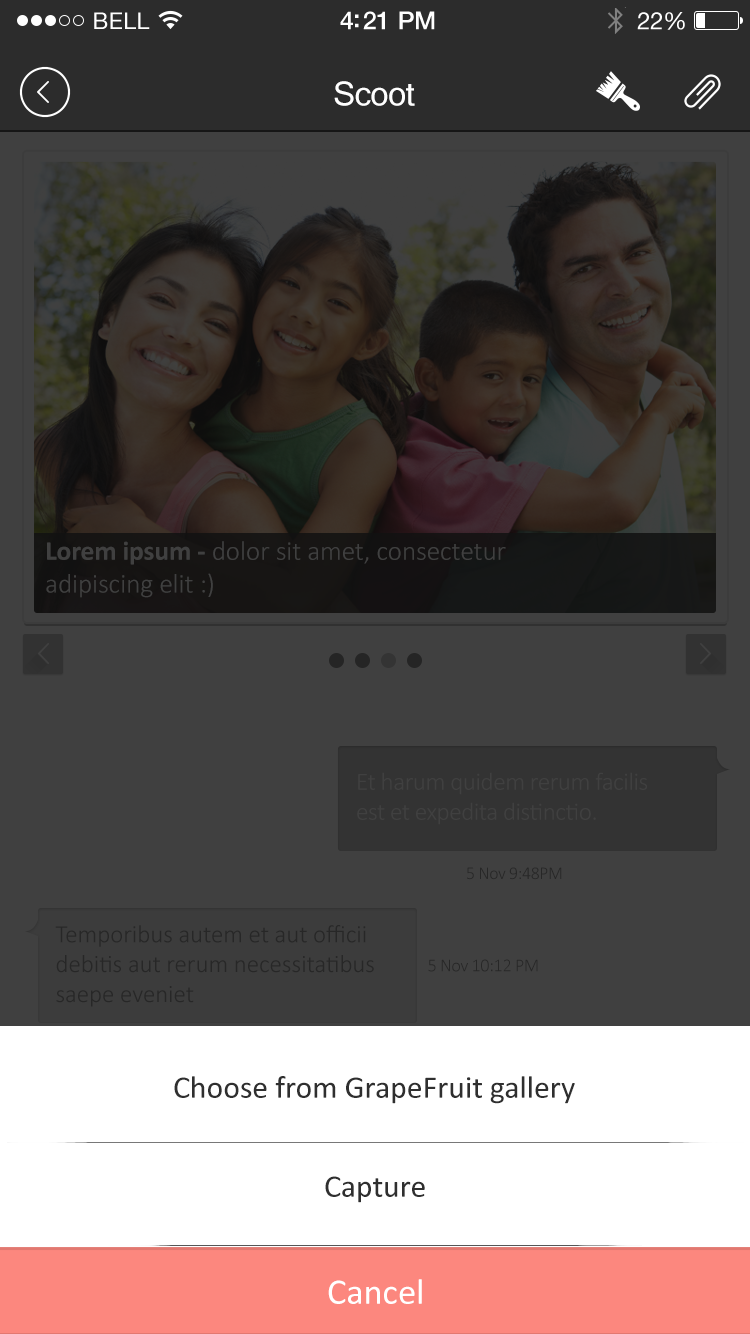 BELL 4:21 PM 22%
Scoot
Lorem ipsum - dolor sit amet, consectetur
adipiscing elit :)
Et harum quidem rerum facilis
est et expedita distinctio.
5 Nov 9:48PM
Temporibus autem et aut officii
debitis aut rerum necessitatibus
saepe eveniet
5 Nov 10:12 PM
Choose from GrapeFruit gallery
Capture
Cancel